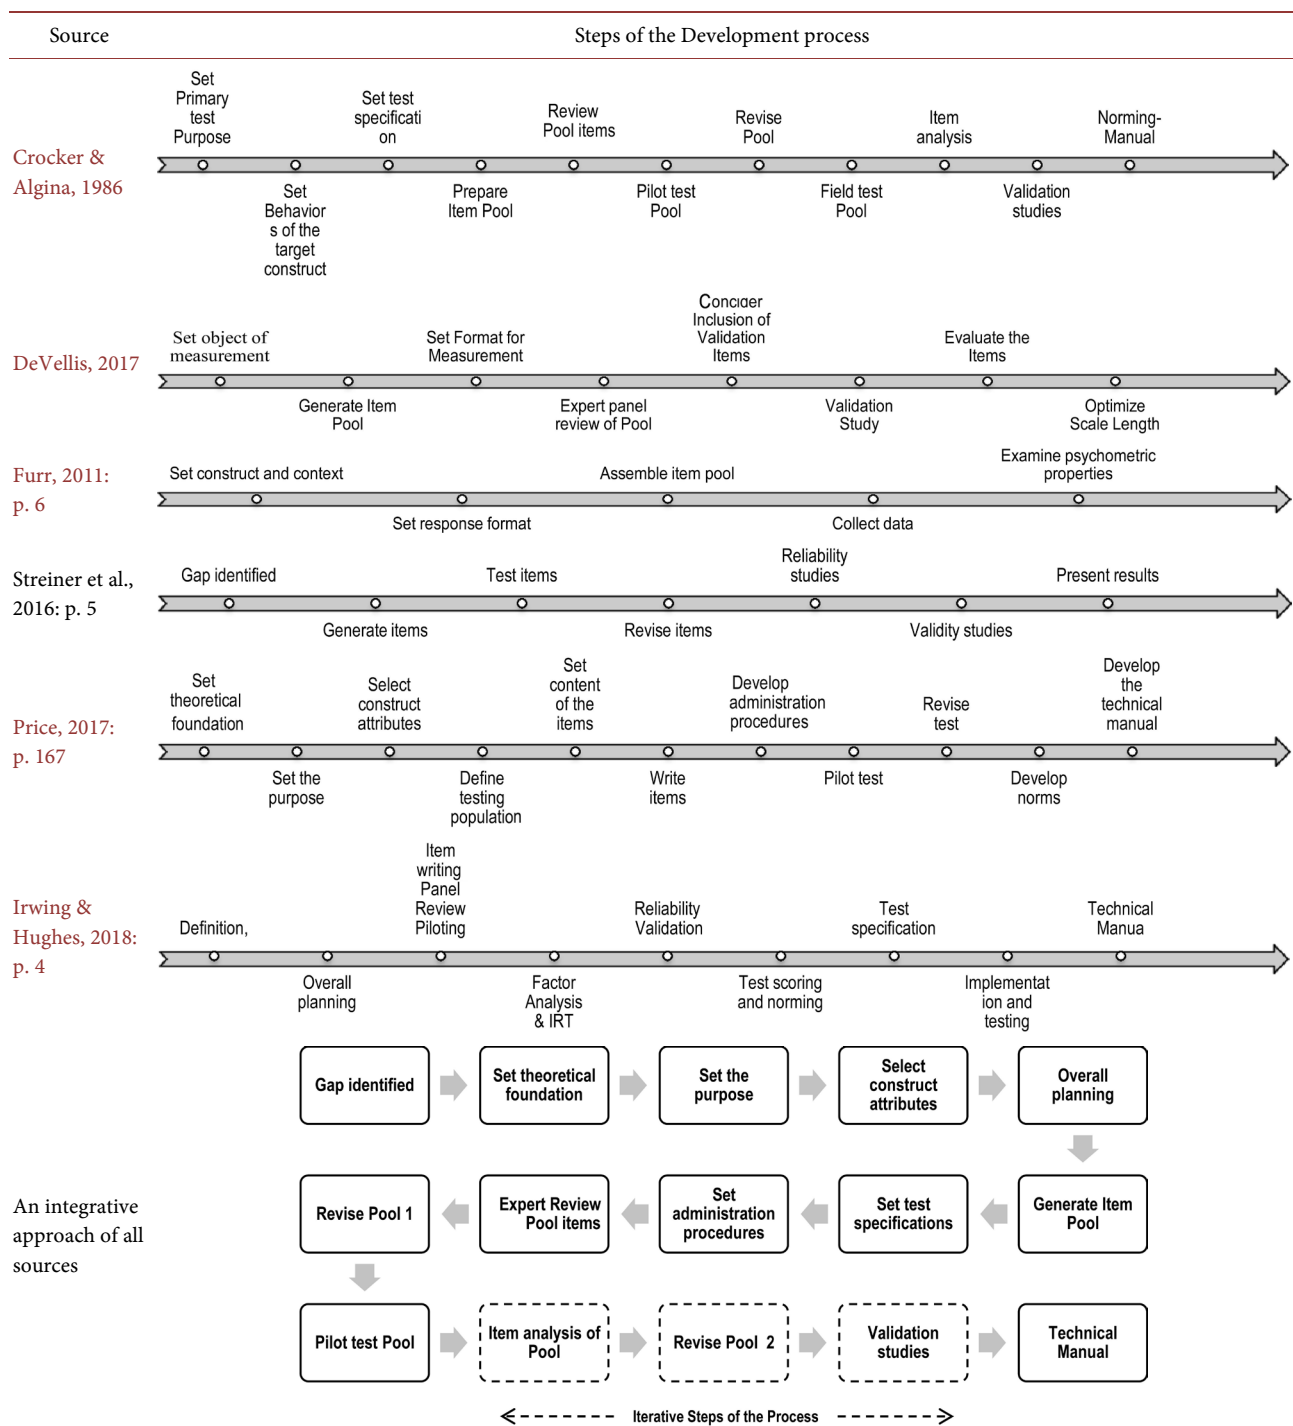 Source
Steps of the Development process
Crocker &
Algina, 1986
Set
Primary
test
Purpose
Set
Behavior
s of the
target
construct
Set test
specificati
on
Prepare
Item Pool
Review
Pool items
Pilot test
Pool
Revise
Pool
Field test
Pool
Item
analysis
Validation
studies
Norming-
Manual
DeVellis, 2017
Set object of
measurement
Generate Item
Pool
Set Format for
Measurement
Expert panel
review of Pool
Concider
Inclusion of
Validation
Items
Validation
Study
Evaluate the
Items
Optimize
Scale Length
Furr, 2011:
p. 6
Set construct and context
Set response format
Assemble item pool
Collect data
Examine psychometric
properties
Streiner et al.,
2016: p. 5
Gap identified
Generate items
Test items
Revise items
Reliability
studies
Validity studies
Present results
Price, 2017:
p. 167
Set
theoretical
foundation
Set the
purpose
Select
construct
attributes
Define
testing
population
Set
content
of the
items
Write
items
Develop
administration
procedures
Pilot test
Revise
test
Develop
norms
Develop
the
technical
manual
Irwing &
Hughes, 2018:
p. 4
Definition,
Overall
planning
Item
writing
Panel
Review
Piloting
Factor
Analysis
& IRT
Reliability
Validation
Test scoring
and norming
Test
specification
Implementat
ion and
testing
Technical
Manua
An integrative
approach of all
sources
Gap identified
Set theoretical
foundation
Set the
purpose
Select
construct
attributes
Overall
planning
Generate Item
Pool
Set test
specifications
Set
administration
procedures
Expert Review
Pool items
Revise Pool 1
Pilot test Pool
Item analysis of
Pool
Revise Pool 2
Validation
studies
Technical
Manual
Iterative Steps of the Process